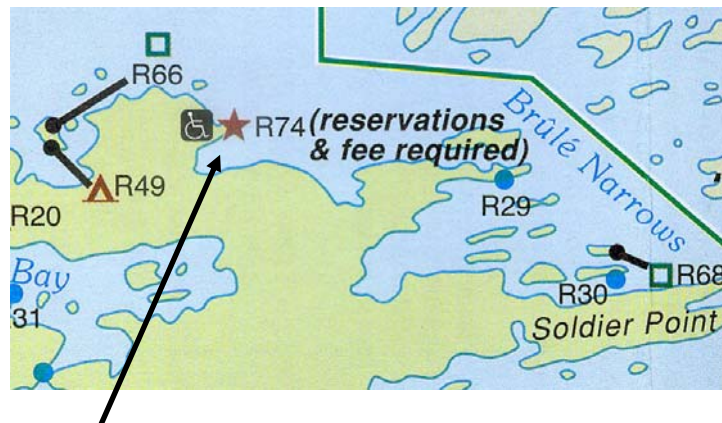 R66
R74 (reservations
& fee required)
Brûlé Narrows
R49
R29
R20
Bay
31
R30
R68
Soldier Point